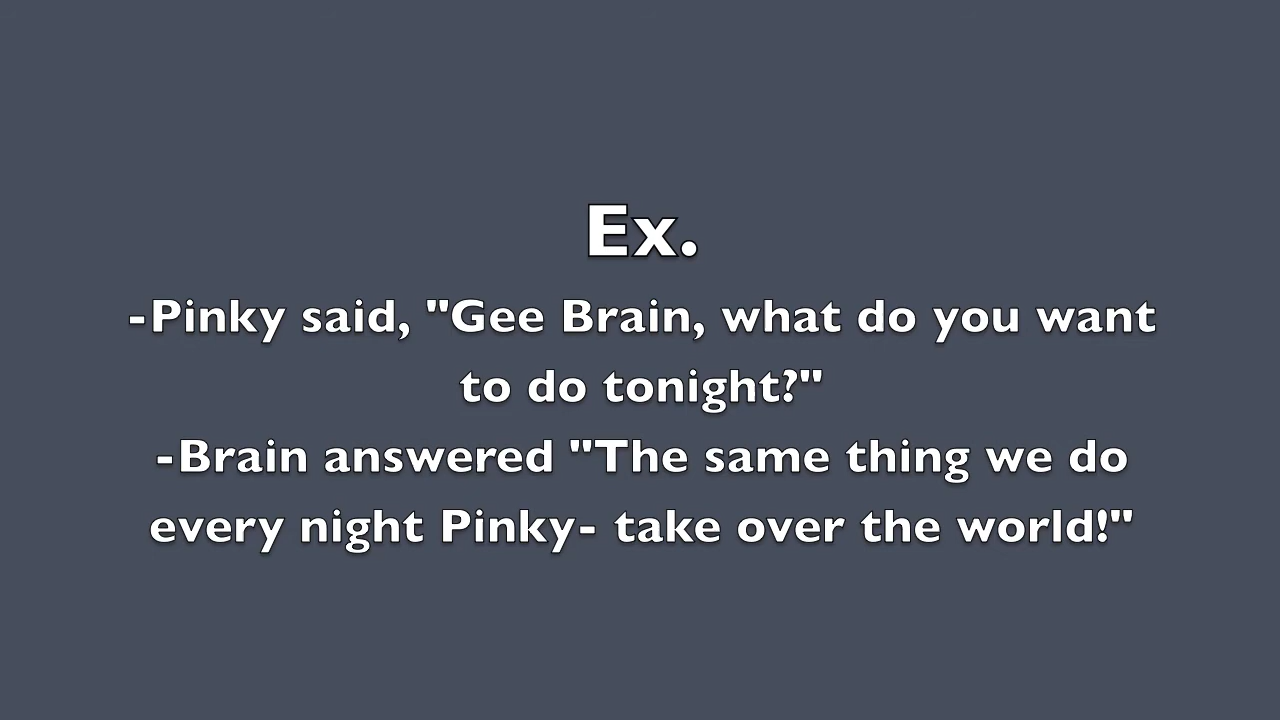 Ex.
-Pinky said, "Gee Brain, what do you want
to do tonight?"
-Brain answered "The same thing we do
every night Pinky- take over the world!"